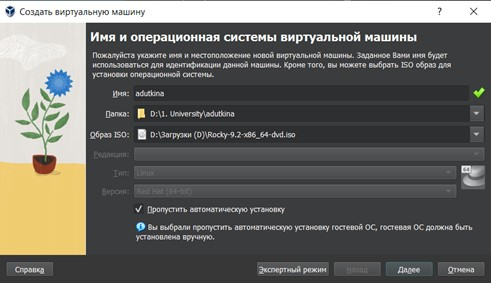 Создать виртуальную машину
Имя и операционная системы виртуальной машины
Пожалуйста укажите имя и местоположение новой виртуальной машины. Заданное Вами имя будет
использоваться для идентификации данной машины. Кроме того, вы можете выбрать ISO образ для
установки операционной системы.
Имя: adutkina
Папка: D:\1. University\adutkina
Образ ISO: D:\Загрузки (D)\Rocky-9.2-x86_64-dvd.iso
Редакция:
Тип: Linux
64
Версия: Red Hat (64-bit)
Пропустить автоматическую установку
Вы выбрали пропустить автоматическую установку гостевой ОС, гостевая ОС должна быть
установлена вручную.
Справка Экспертный режим Назад Далее Отмена